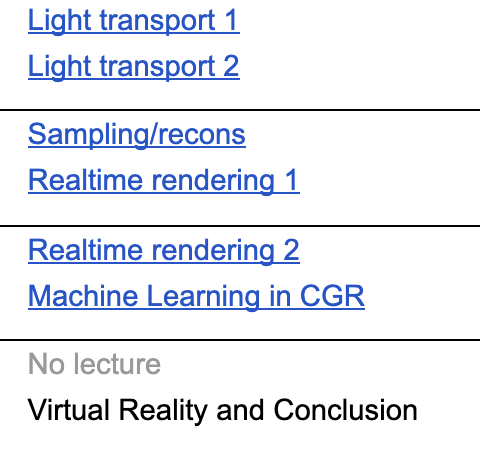 Light transport 1
Light transport 2
Sampling/recons
Realtime rendering 1
Realtime rendering 2
Machine Learning in CGR
No lecture
Virtual Reality and Conclusion